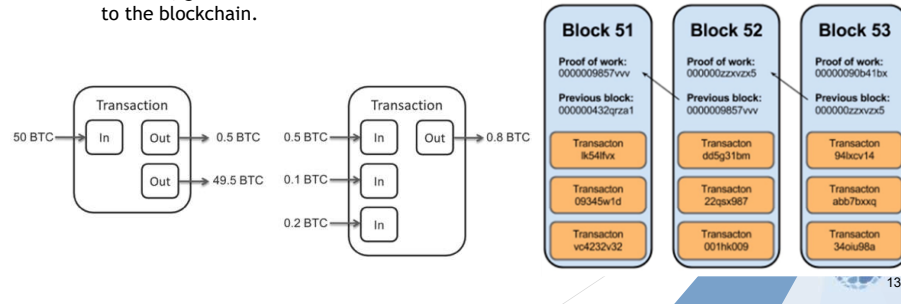 to the blockchain.
Transaction
50 BTC
In
Out
0.5 BTC
Out
49.5 BTC
Transaction
0.5 BTC
In
Out
0.8 BTC
0.1 BTC
In
0.2 BTC
In
Block 51
Proof of work:
0000009857vvv
Previous block:
000000432qrza1
Transacton
lk54lfvx
Transacton
09345w1d
Transacton
vc4232v32
Block 52
Proof of work:
000000zzxvzx5
Previous block:
0000009857vvv
Transacton
dd5g31bm
Transacton
22qsx987
Transacton
001hk009
Block 53
Proof of work:
00000090b41bx
Previous block:
000000zzxvzx5
Transacton
94lxcv14
Transacton
abb7bxxq
Transacton
34oiu98a
13